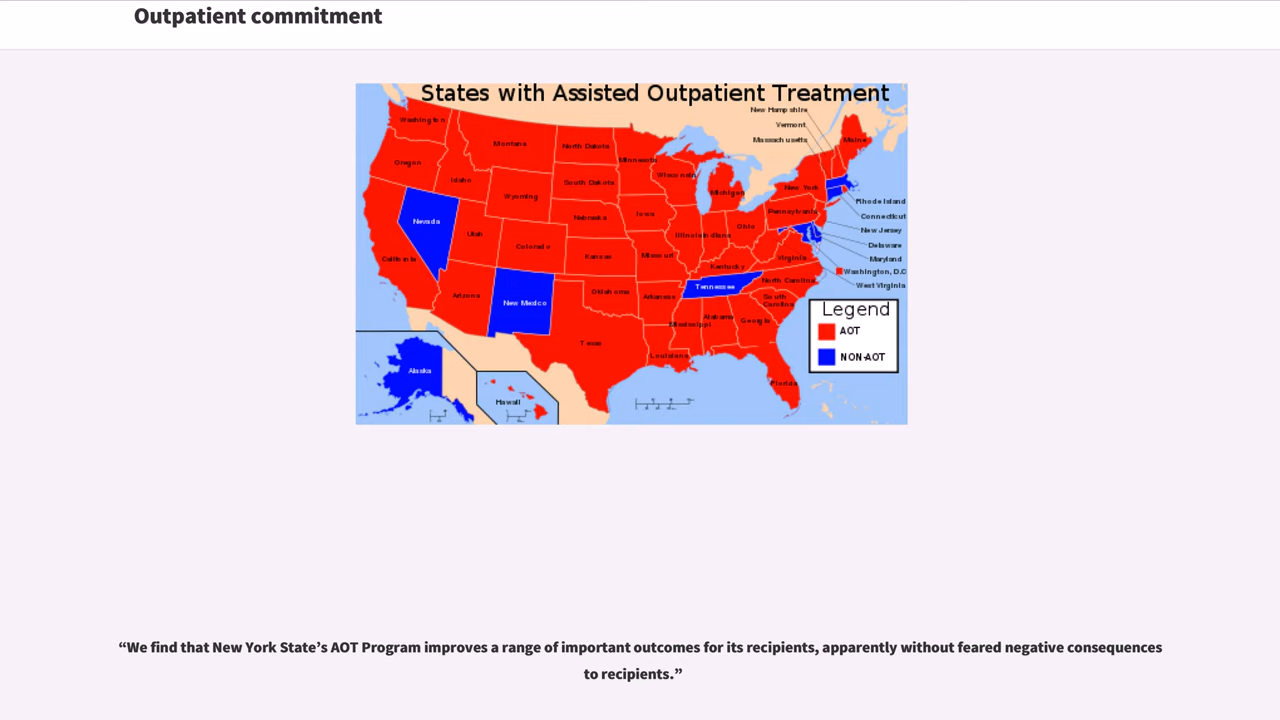 Outpatient commitment
States with Assisted Outpatient Treatment
New Hampshire
Vermont
Massachusetts
Washington
Montana
North Dakota
Minnesota
Maine
Oregon
Idaho
Wisconsin
South Dakota
Wyoming
Michigan
New York
Rhode Island
Nevada
Nebraska
Iowa
Pennsylvania
Connecticut
Utah
Colorado
Illinois
Indiana
Ohio
New Jersey
Delaware
California
Kansas
Missouri
Virginia
Maryland
Kentucky
Washington, D.C
Arizona
New Mexico
Oklahoma
Arkansas
Tennessee
North Carolina
West Virginia
South
Carolina
Mississippi
Alabama
Georgia
Texas
Louisiana
Florida
Alaska
Hawaii
Legend
AOT
NON-AOT
“We find that New York State’s AOT Program improves a range of important outcomes for its recipients, apparently without feared negative consequences
to recipients.”